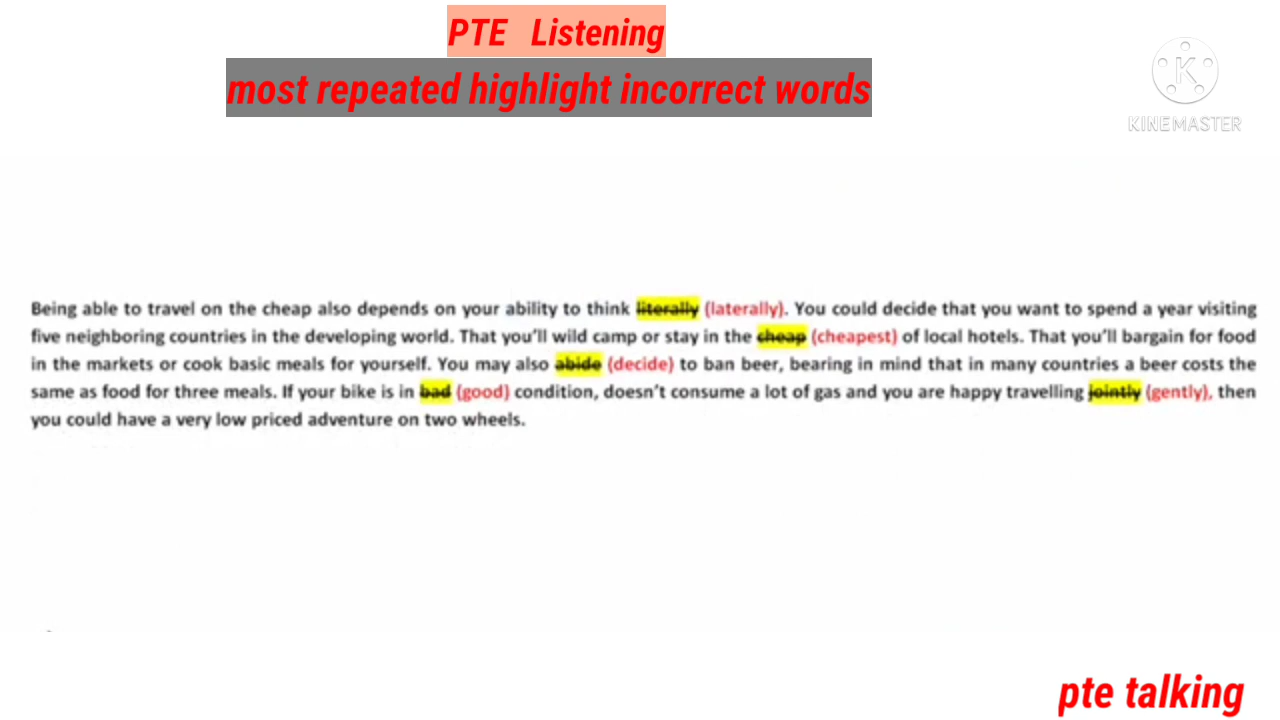 PTE Listening
most repeated highlight incorrect words
K
KINEMASTER
Being able to travel on the cheap also depends on your ability to think literally (laterally). You could decide that you want to spend a year visiting
five neighboring countries in the developing world. That you'll wild camp or stay in the cheap (cheapest) of local hotels. That you'll bargain for food
in the markets or cook basic meals for yourself. You may also abide (decide) to ban beer, bearing in mind that in many countries a beer costs the
same as food for three meals. If your bike is in bad (good) condition, doesn't consume a lot of gas and you are happy travelling jointly (gently), then
you could have a very low priced adventure on two wheels.
pte talking